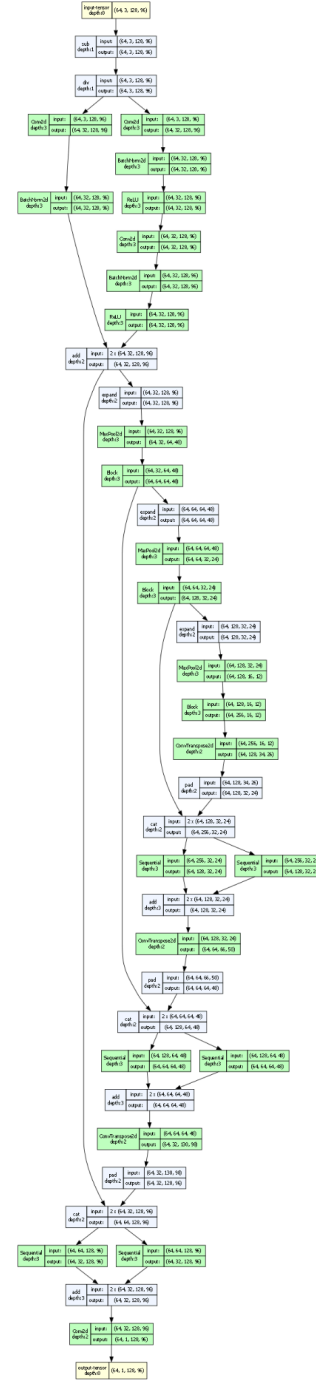 input-tensor depth:0 (64, 3, 128, 96)
sub depth:1 input: (64, 3, 128, 96) output: (64, 3, 128, 96)
div depth:1 input: (64, 3, 128, 96) output: (64, 3, 128, 96)
Conv2d depth:3 input: (64, 3, 128, 96) output: (64, 32, 128, 96)
Conv2d depth:3 input: (64, 3, 128, 96) output: (64, 32, 128, 96)
BatchNorm2d depth:3 input: (64, 32, 128, 96) output: (64, 32, 128, 96)
BatchNorm2d depth:3 input: (64, 32, 128, 96) output: (64, 32, 128, 96)
ReLU depth:3 input: (64, 32, 128, 96) output: (64, 32, 128, 96)
Conv2d depth:3 input: (64, 32, 128, 96) output: (64, 32, 128, 96)
BatchNorm2d depth:3 input: (64, 32, 128, 96) output: (64, 32, 128, 96)
ReLU depth:3 input: (64, 32, 128, 96) output: (64, 32, 128, 96)
add depth:2 input: 2 x (64, 32, 128, 96) output: (64, 32, 128, 96)
expand depth:2 input: (64, 32, 128, 96) output: (64, 32, 128, 96)
MaxPool2d depth:3 input: (64, 32, 128, 96) output: (64, 32, 64, 48)
Block depth:3 input: (64, 32, 64, 48) output: (64, 64, 64, 48)
expand depth:2 input: (64, 64, 64, 48) output: (64, 64, 64, 48)
MaxPool2d depth:3 input: (64, 64, 64, 48) output: (64, 64, 32, 24)
Block depth:3 input: (64, 64, 32, 24) output: (64, 128, 32, 24)
expand depth:2 input: (64, 128, 32, 24) output: (64, 128, 32, 24)
MaxPool2d depth:3 input: (64, 128, 32, 24) output: (64, 128, 16, 12)
Block depth:3 input: (64, 128, 16, 12) output: (64, 256, 16, 12)
ConvTranspose2d depth:2 input: (64, 256, 16, 12) output: (64, 128, 34, 26)
pad depth:2 input: (64, 128, 34, 26) output: (64, 128, 32, 24)
cat depth:2 input: 2 x (64, 128, 32, 24) output: (64, 256, 32, 24)
Sequential depth:3 input: (64, 256, 32, 24) output: (64, 128, 32, 24)
Sequential depth:3 input: (64, 256, 32, 2 output: (64, 128, 32, 2
add depth:3 input: 2 x (64, 128, 32, 24) output: (64, 128, 32, 24)
ConvTranspose2d depth:2 input: (64, 128, 32, 24) output: (64, 64, 66, 50)
pad depth:2 input: (64, 64, 66, 50) output: (64, 64, 64, 48)
cat depth:2 input: 2 x (64, 64, 64, 48) output: (64, 128, 64, 48)
Sequential depth:3 input: (64, 128, 64, 48) output: (64, 64, 64, 48)
Sequential depth:3 input: (64, 128, 64, 48) output: (64, 64, 64, 48)
add depth:3 input: 2 x (64, 64, 64, 48) output: (64, 64, 64, 48)
ConvTranspose2d depth:2 input: (64, 64, 64, 48) output: (64, 32, 130, 98)
pad depth:2 input: (64, 32, 130, 98) output: (64, 32, 128, 96)
cat depth:2 input: 2 x (64, 32, 128, 96) output: (64, 64, 128, 96)
Sequential depth:3 input: (64, 64, 128, 96) output: (64, 32, 128, 96)
Sequential depth:3 input: (64, 64, 128, 96) output: (64, 32, 128, 96)
add depth:3 input: 2 x (64, 32, 128, 96) output: (64, 32, 128, 96)
Conv2d depth:2 input: (64, 32, 128, 96) output: (64, 1, 128, 96)
output-tensor depth:0 (64, 1, 128, 96)